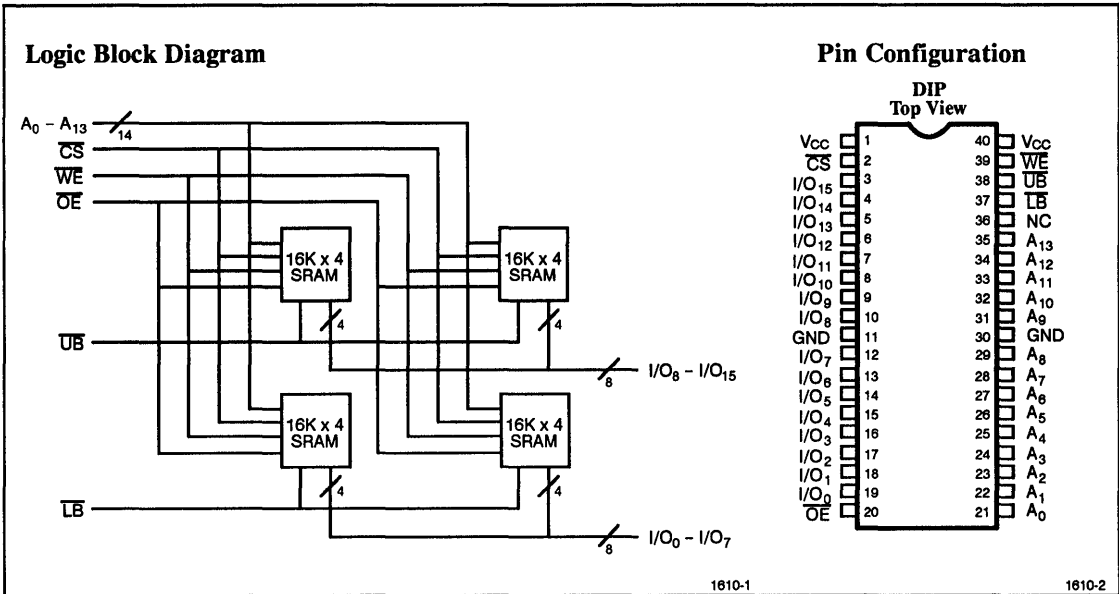 Logic Block Diagram
A0 – A13
14
CS
WE
OE
16K x 4
SRAM
16K x 4
SRAM
4
4
UB
8
I/O8 – I/O15
16K x 4
SRAM
16K x 4
SRAM
4
4
LB
8
I/O0 – I/O7
1610-1
Pin Configuration
DIP
Top View
VCC 1 40 VCC
CS 2 39 WE
I/O15 3 38 UB
I/O14 4 37 LB
I/O13 5 36 NC
I/O12 6 35 A13
I/O11 7 34 A12
I/O10 8 33 A11
I/O9 9 32 A10
I/O8 10 31 A9
GND 11 30 GND
I/O7 12 29 A8
I/O6 13 28 A7
I/O5 14 27 A6
I/O4 15 26 A5
I/O3 16 25 A4
I/O2 17 24 A3
I/O1 18 23 A2
I/O0 19 22 A1
OE 20 21 A0
1610-2